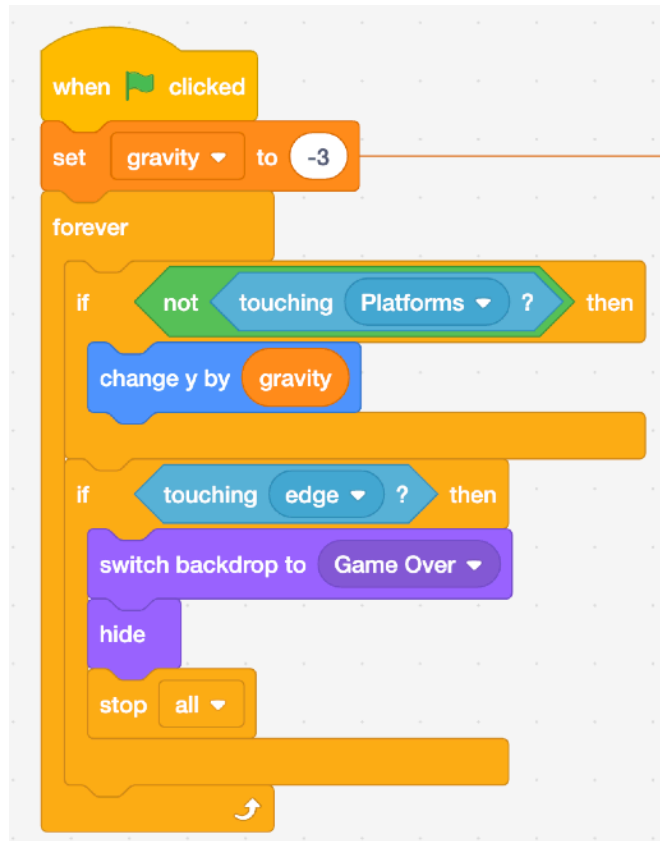 when clicked
set gravity to -3
forever
if not touching Platforms ? then
change y by gravity
if touching edge ? then
switch backdrop to Game Over
hide
stop all